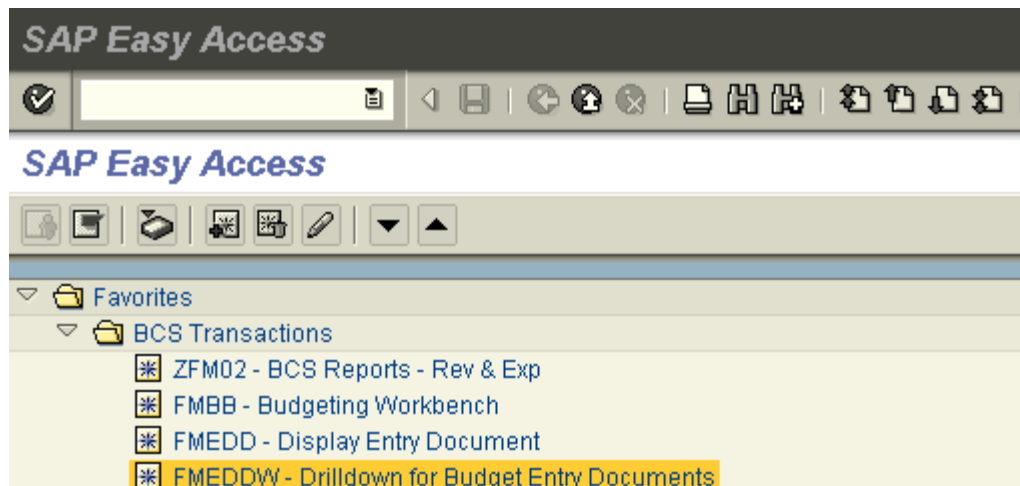 SAP Easy Access
SAP Easy Access
Favorites
BCS Transactions
ZFM02 - BCS Reports - Rev & Exp
FMBB - Budgeting Workbench
FMEDD - Display Entry Document
FMEDDW - Drilldown for Budget Entry Documents